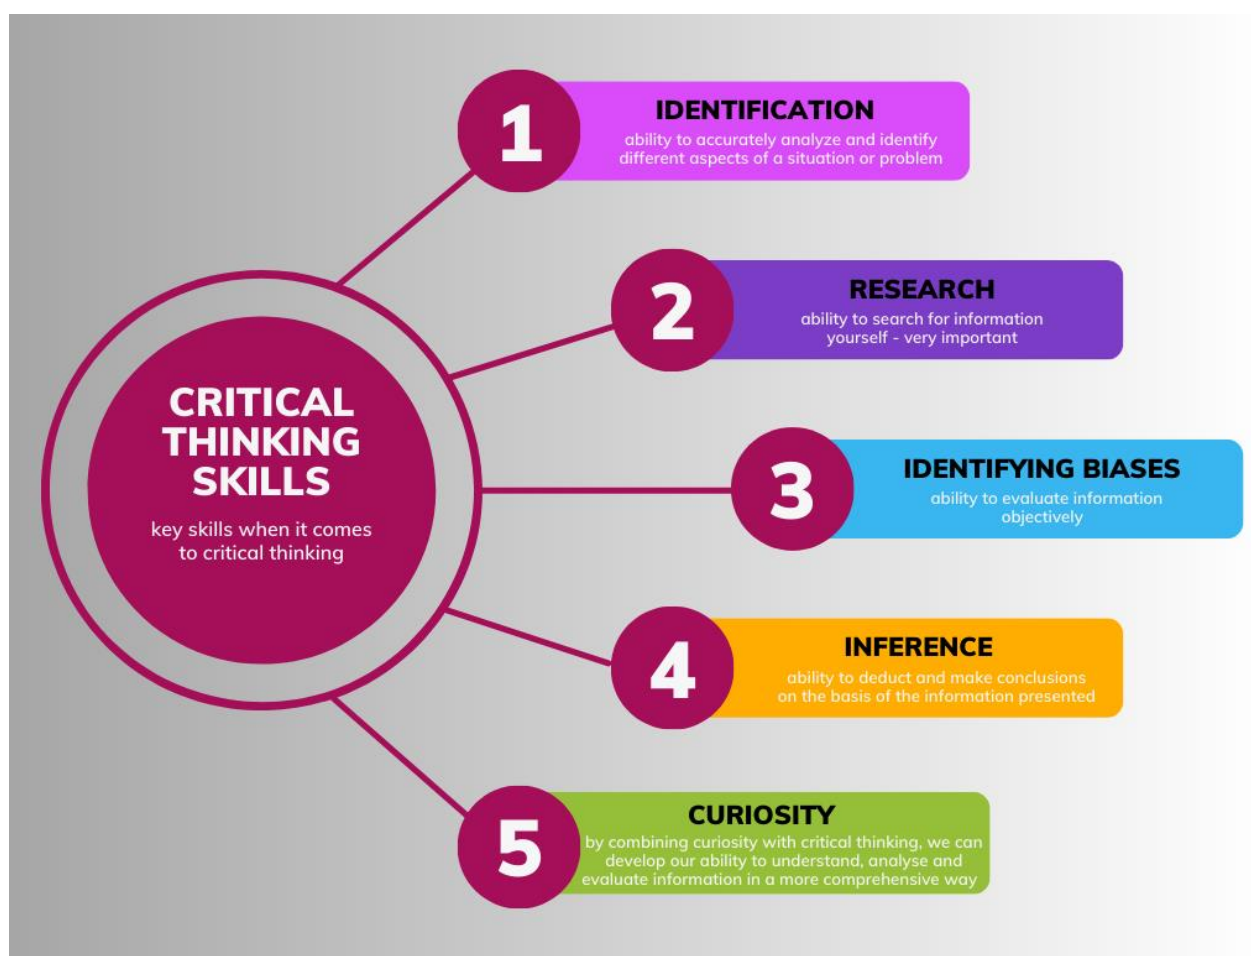 CRITICAL
THINKING
SKILLS
key skills when it comes
to critical thinking
1
IDENTIFICATION
ability to accurately analyze and identify
different aspects of a situation or problem
2
RESEARCH
ability to search for information
yourself - very important
3
IDENTIFYING BIASES
ability to evaluate information
objectively
4
INFERENCE
ability to deduct and make conclusions
on the basis of the information presented
5
CURIOSITY
by combining curiosity with critical thinking, we can
develop our ability to understand, analyse and
evaluate information in a more comprehensive way